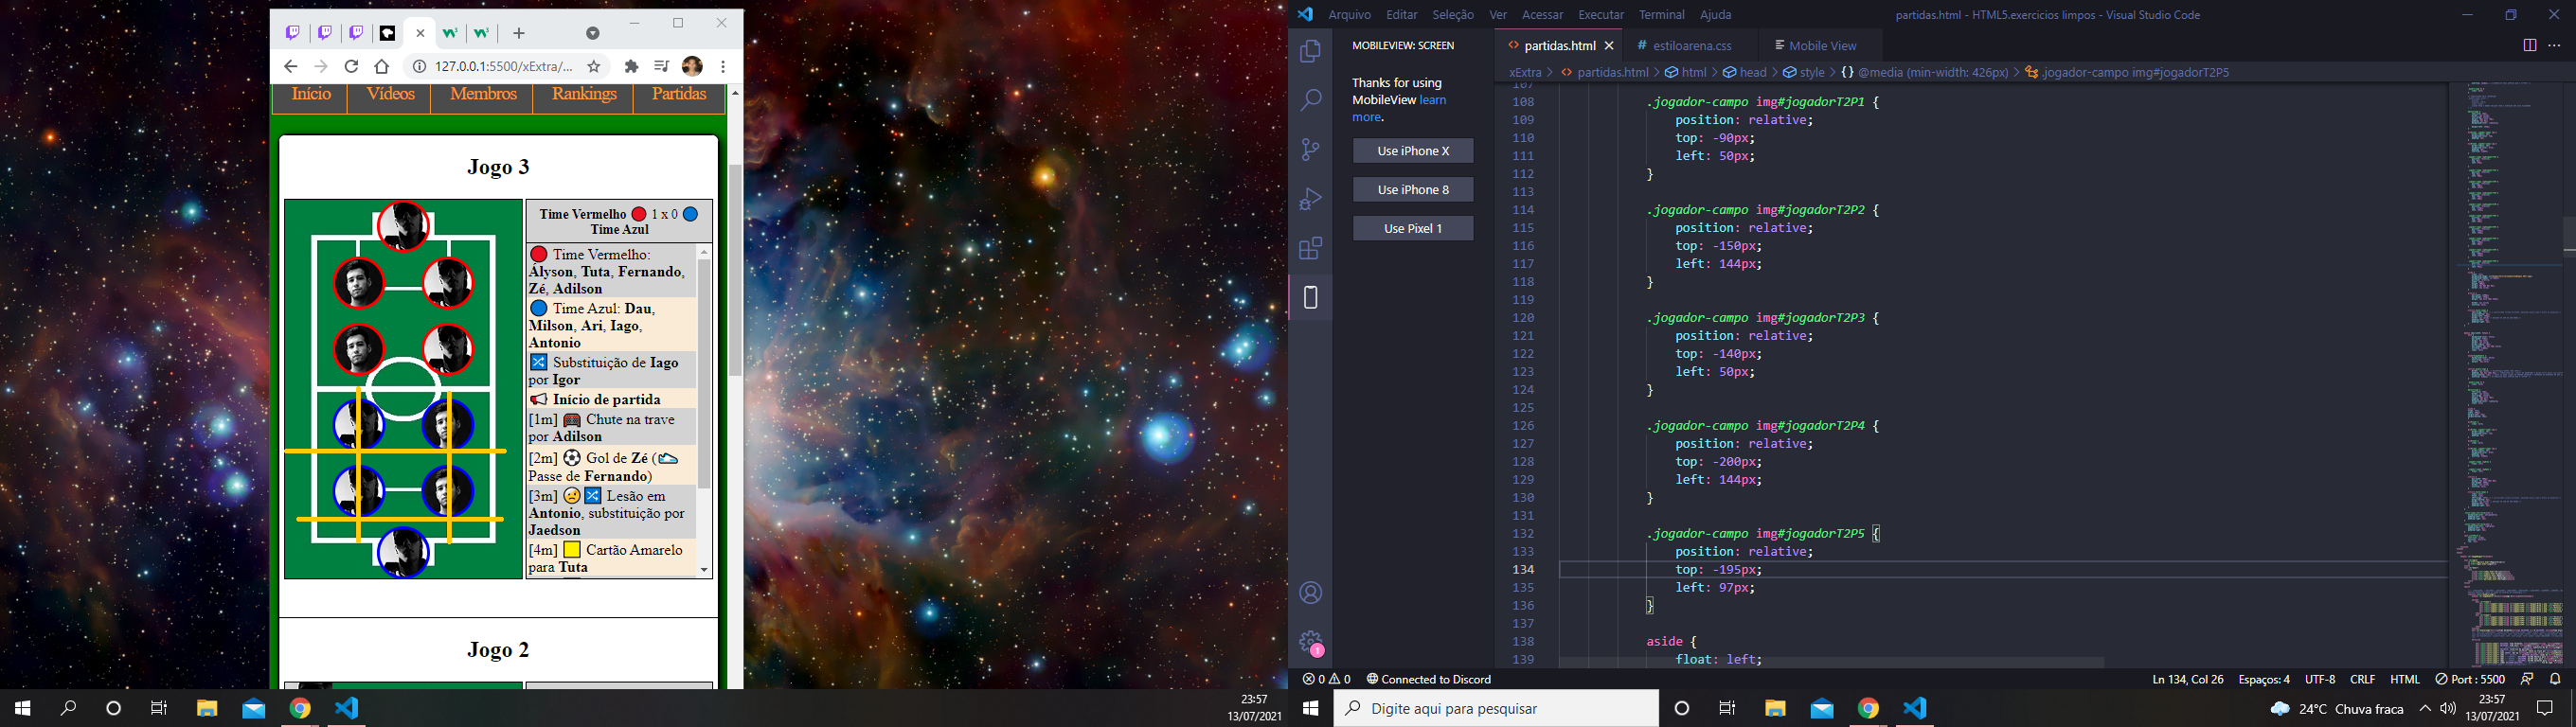 127.0.0.1:5500/xExtra/...
Início
Vídeos
Membros
Rankings
Partidas
Jogo 3
Time Vermelho 🔴 1 x 0 🔵
Time Azul
🔴 Time Vermelho:
Ályson, Tuta, Fernando,
Zé, Adilson
🔵 Time Azul: Dau,
Milson, Ari, Iago,
Antonio
🔀 Substituição de Iago
por Igor
📢 Início de partida
[1m] 🥅 Chute na trave
por Adilson
[2m] ⚽ Gol de Zé (👟
Passe de Fernando)
[3m] 😥🔀 Lesão em
Antonio, substituição por
Jaedson
[4m] 🟨 Cartão Amarelo
para Tuta
Jogo 2
23:57
13/07/2021
Arquivo Editar Seleção Ver Acessar Executar Terminal Ajuda
partidas.html - HTML5.exercicios limpos - Visual Studio Code
MOBILEVIEW: SCREEN
Thanks for using
MobileView learn
more.
Use iPhone X
Use iPhone 8
Use Pixel 1
1
partidas.html
# estiloarena.css
Mobile View
xExtra > partidas.html > html > head > style > {} @media (min-width: 426px) > .jogador-campo img#jogadorT2P5
107
108 .jogador-campo img#jogadorT2P1 {
109 position: relative;
110 top: -90px;
111 left: 50px;
112 }
113
114 .jogador-campo img#jogadorT2P2 {
115 position: relative;
116 top: -150px;
117 left: 144px;
118 }
119
120 .jogador-campo img#jogadorT2P3 {
121 position: relative;
122 top: -140px;
123 left: 50px;
124 }
125
126 .jogador-campo img#jogadorT2P4 {
127 position: relative;
128 top: -200px;
129 left: 144px;
130 }
131
132 .jogador-campo img#jogadorT2P5 {
133 position: relative;
134 top: -195px;
135 left: 97px;
136 }
137
138 aside {
139 float: left;
0 0 Connected to Discord
Ln 134, Col 26 Espaços: 4 UTF-8 CRLF HTML Port : 5500
Digite aqui para pesquisar
24°C Chuva fraca
23:57
13/07/2021